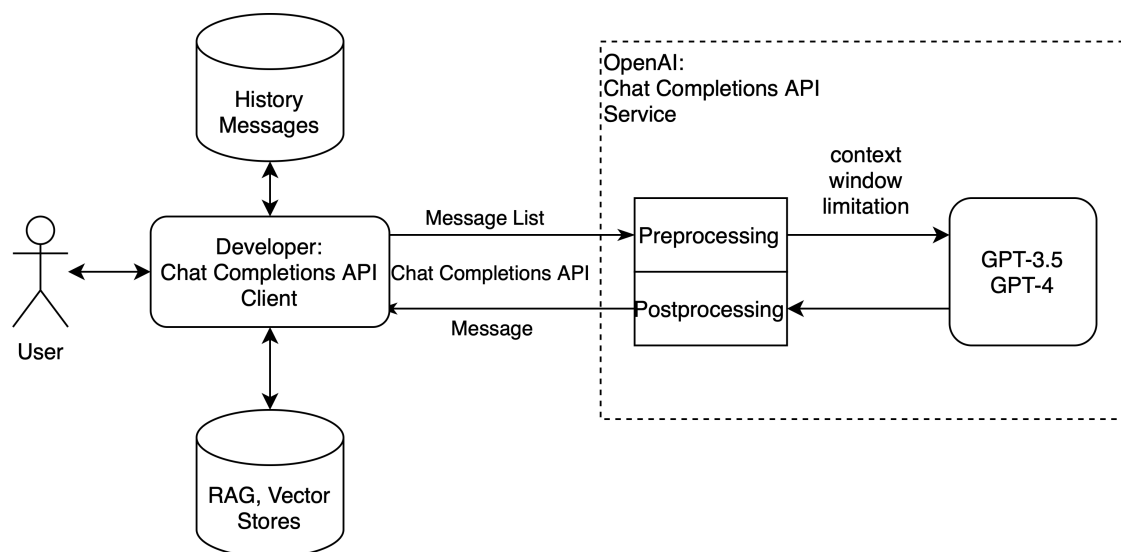 History
Messages
OpenAI:
Chat Completions API
Service
context
window
limitation
Message List
Developer:
Chat Completions API
Client
Chat Completions API
Preprocessing
Postprocessing
GPT-3.5
GPT-4
Message
User
RAG, Vector
Stores